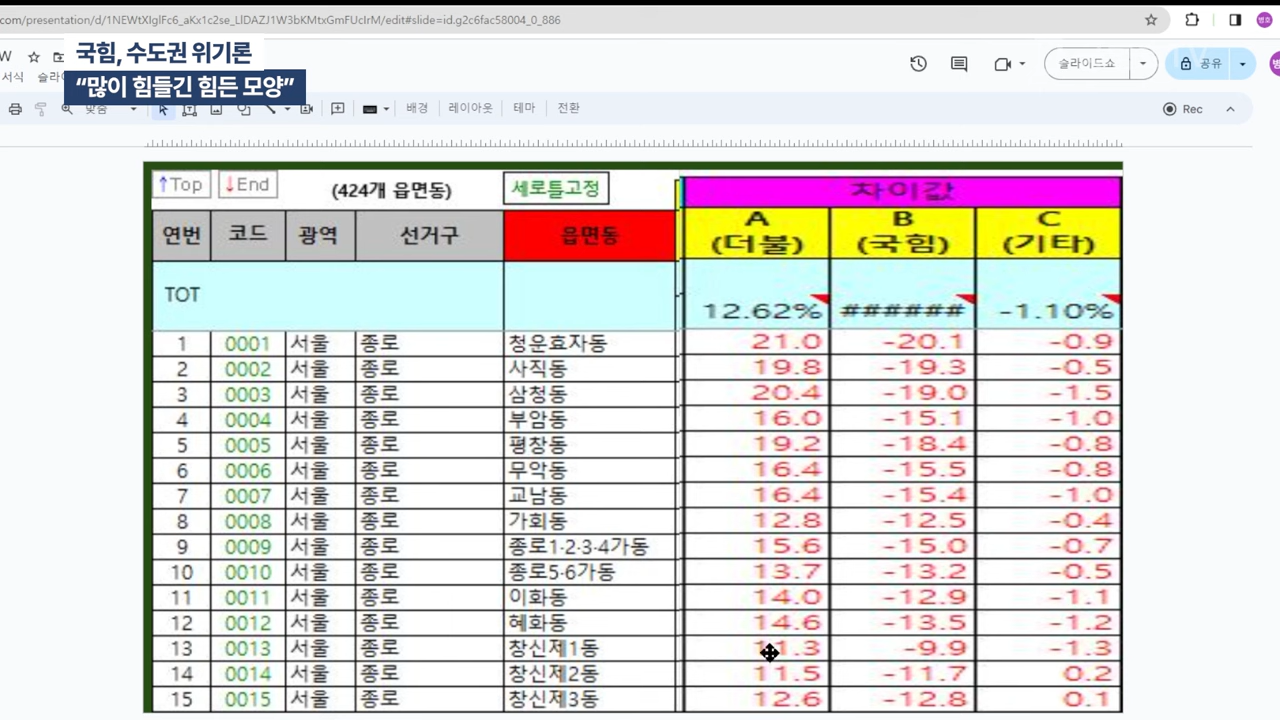 com/presentation/d/1NEWtXIglFc6_aKx1c2se_LlDAZJ1W3bKMtxGmFUcIrM/edit#slide=id.g2c6fac58004_0_886
국힘, 수도권 위기론
“많이 힘들긴 힘든 모양”
서식 슬라
슬라이드쇼 공유
맞춤 배경 레이아웃 테마 전환 Rec
↑Top ↓End (424개 읍면동) 세로틀고정 차이값
연번 코드 광역 선거구 읍면동 A (더불) B (국힘) C (기타)
TOT 12.62% ###### -1.10%
1 0001 서울 종로 청운효자동 21.0 -20.1 -0.9
2 0002 서울 종로 사직동 19.8 -19.3 -0.5
3 0003 서울 종로 삼청동 20.4 -19.0 -1.5
4 0004 서울 종로 부암동 16.0 -15.1 -1.0
5 0005 서울 종로 평창동 19.2 -18.4 -0.8
6 0006 서울 종로 무악동 16.4 -15.5 -0.8
7 0007 서울 종로 교남동 16.4 -15.4 -1.0
8 0008 서울 종로 가회동 12.8 -12.5 -0.4
9 0009 서울 종로 종로1·2·3·4가동 15.6 -15.0 -0.7
10 0010 서울 종로 종로5·6가동 13.7 -13.2 -0.5
11 0011 서울 종로 이화동 14.0 -12.9 -1.1
12 0012 서울 종로 혜화동 14.6 -13.5 -1.2
13 0013 서울 종로 창신제1동 11.3 -9.9 -1.3
14 0014 서울 종로 창신제2동 11.5 -11.7 0.2
15 0015 서울 종로 창신제3동 12.6 -12.8 0.1